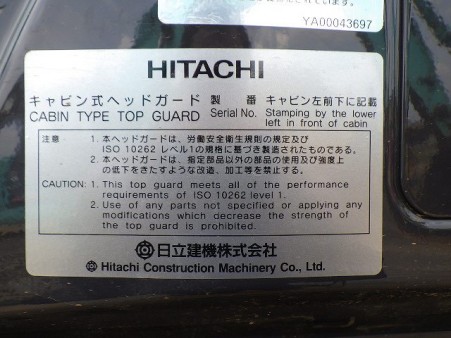 YA00043697
HITACHI
キャビン式ヘッドガード 製 番 キャビン左前下に記載
CABIN TYPE TOP GUARD Serial No. Stamping by the lower
left in front of cabin
注意 : 1. 本ヘッドガードは、労働安全衛生規則の規定及び
ISO 10262 レベル1の規格に基づき製造されたものである。
2. 本ヘッドガードは、指定部品以外の部品の使用及び強度上
の低下をきたすような改造、加工等を禁止する。
CAUTION: 1. This top guard meets all of the performance
requirements of ISO 10262 level 1.
2. Use of any parts not specified or applying any
modifications which decrease the strength of
the top guard is prohibited.
日立建機株式会社
Hitachi Construction Machinery Co., Ltd.